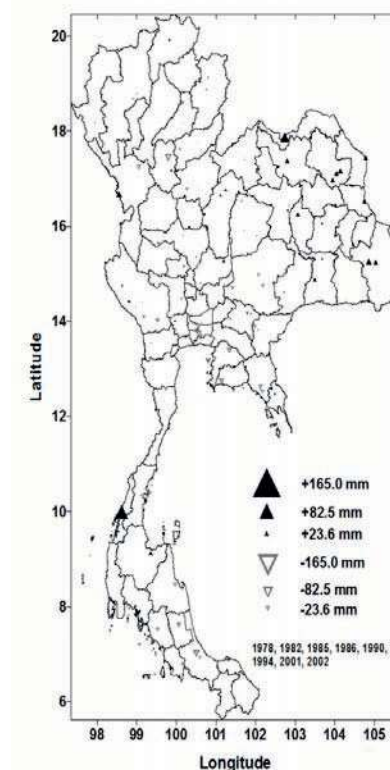 20
18
16
14
12
10
8
6
Latitude
+165.0 mm
+82.5 mm
+23.6 mm
-165.0 mm
-82.5 mm
-23.6 mm
1978, 1982, 1985, 1986, 1990,
1994, 2001, 2002
98 99 100 101 102 103 104 105
Longitude